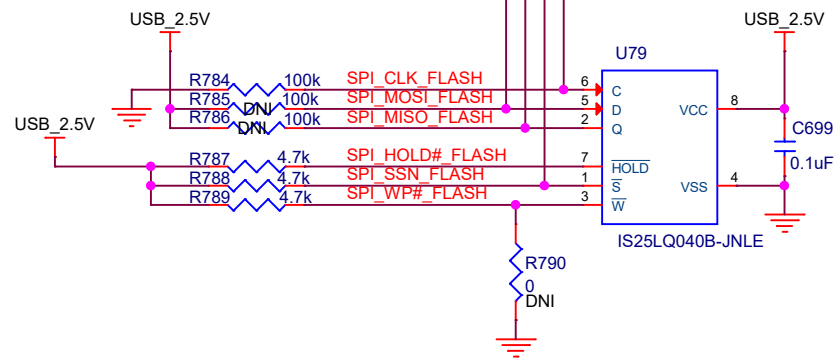 USB_2.5V
USB_2.5V
U79
R784 100k SPI_CLK_FLASH 6 C
R785 DNI 100k SPI_MOSI_FLASH 5 D VCC 8
R786 DNI 100k SPI_MISO_FLASH 2 Q
USB_2.5V
C699
0.1uF
R787 4.7k SPI_HOLD#_FLASH 7 HOLD
R788 4.7k SPI_SSN_FLASH 1 S VSS 4
R789 4.7k SPI_WP#_FLASH 3 W
IS25LQ040B-JNLE
R790
0
DNI